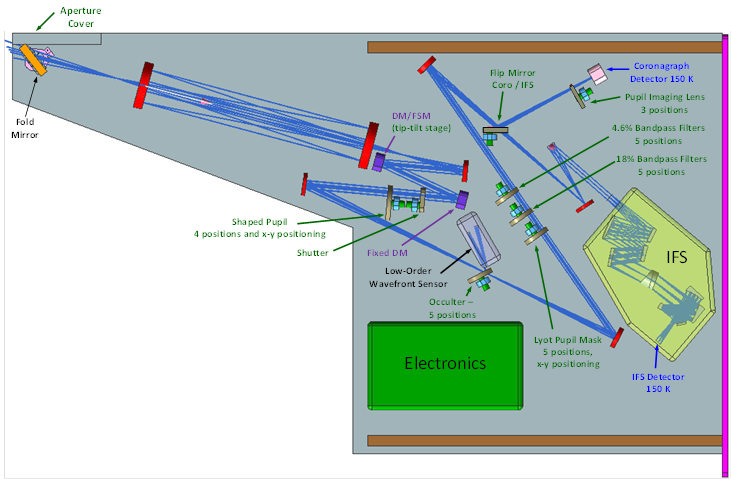 Aperture
Cover
Fold
Mirror
DM/FSM
(tip-tilt stage)
Flip Mirror
Coro / IFS
Coronagraph
Detector 150 K
Pupil Imaging Lens
3 positions
4.6% Bandpass Filters
5 positions
18% Bandpass Filters
5 positions
Shaped Pupil
4 positions and x-y positioning
Shutter
Fixed DM
Low-Order
Wavefront Sensor
Occulter –
5 positions
IFS
Lyot Pupil Mask
5 positions,
x-y positioning
Electronics
IFS Detector
150 K